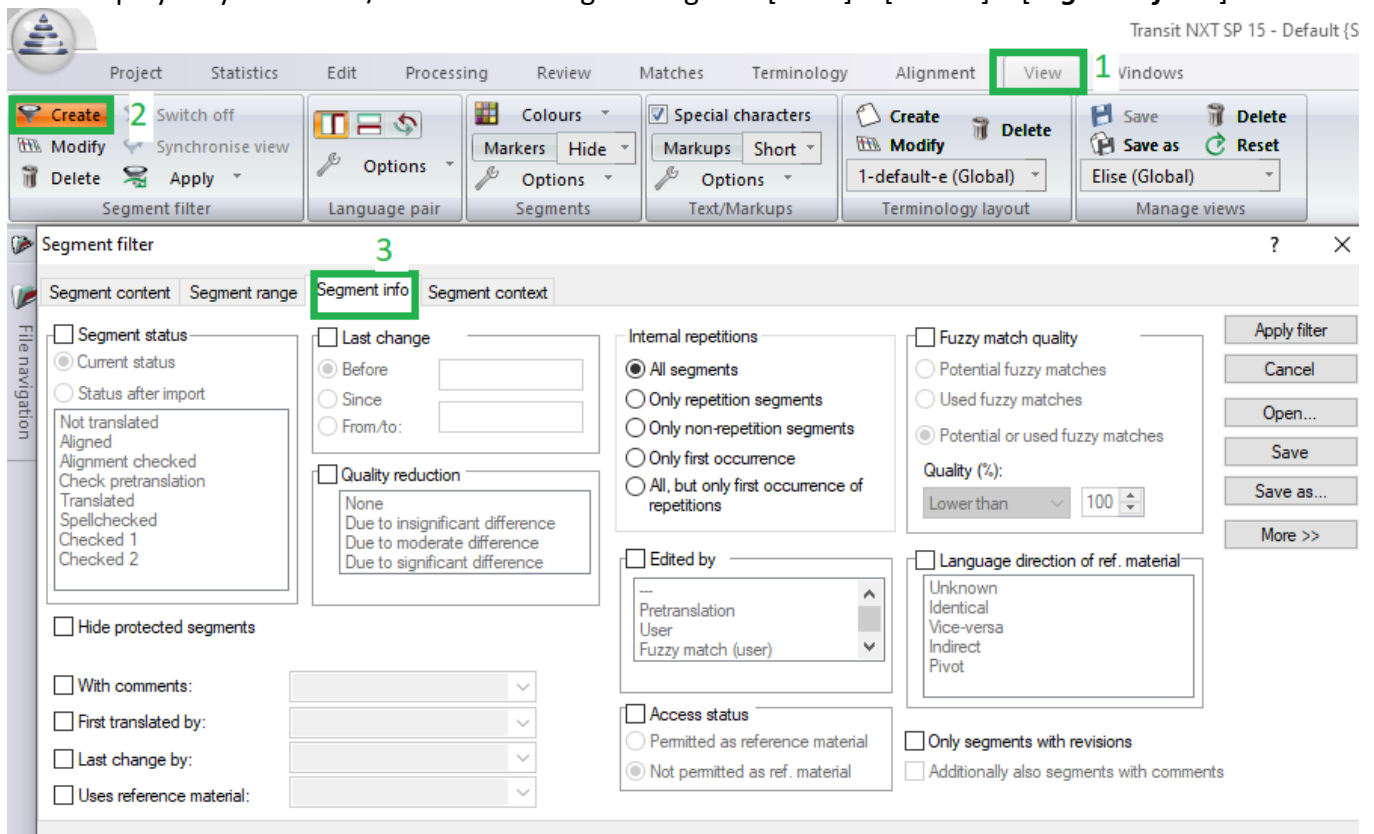 Transit NXT SP 15 - Default {S
Project Statistics Edit Processing Review Matches Terminology Alignment View 1 Windows
Create 2 Switch off
Modify Synchronise view
Delete Apply
Segment filter
Options
Language pair
Colours
Markers Hide
Options
Segments
Special characters
Markups Short
Options
Text/Markups
Create
Modify
Delete
1-default-e (Global)
Terminology layout
Save Delete
Save as Reset
Elise (Global)
Manage views
Segment filter ? X
3
Segment content Segment range Segment info Segment context
File navigation
Segment status
Current status
Status after import
Not translated
Aligned
Alignment checked
Check pretranslation
Translated
Spellchecked
Checked 1
Checked 2
Hide protected segments
With comments:
First translated by:
Last change by:
Uses reference material:
Last change
Before
Since
From/to:
Quality reduction
None
Due to insignificant difference
Due to moderate difference
Due to significant difference
Internal repetitions
All segments
Only repetition segments
Only non-repetition segments
Only first occurrence
All, but only first occurrence of
repetitions
Edited by
---
Pretranslation
User
Fuzzy match (user)
Access status
Permitted as reference material
Not permitted as ref. material
Fuzzy match quality
Potential fuzzy matches
Used fuzzy matches
Potential or used fuzzy matches
Quality (%):
Lower than 100
Language direction of ref. material
Unknown
Identical
Vice-versa
Indirect
Pivot
Only segments with revisions
Additionally also segments with comments
Apply filter
Cancel
Open...
Save
Save as...
More >>